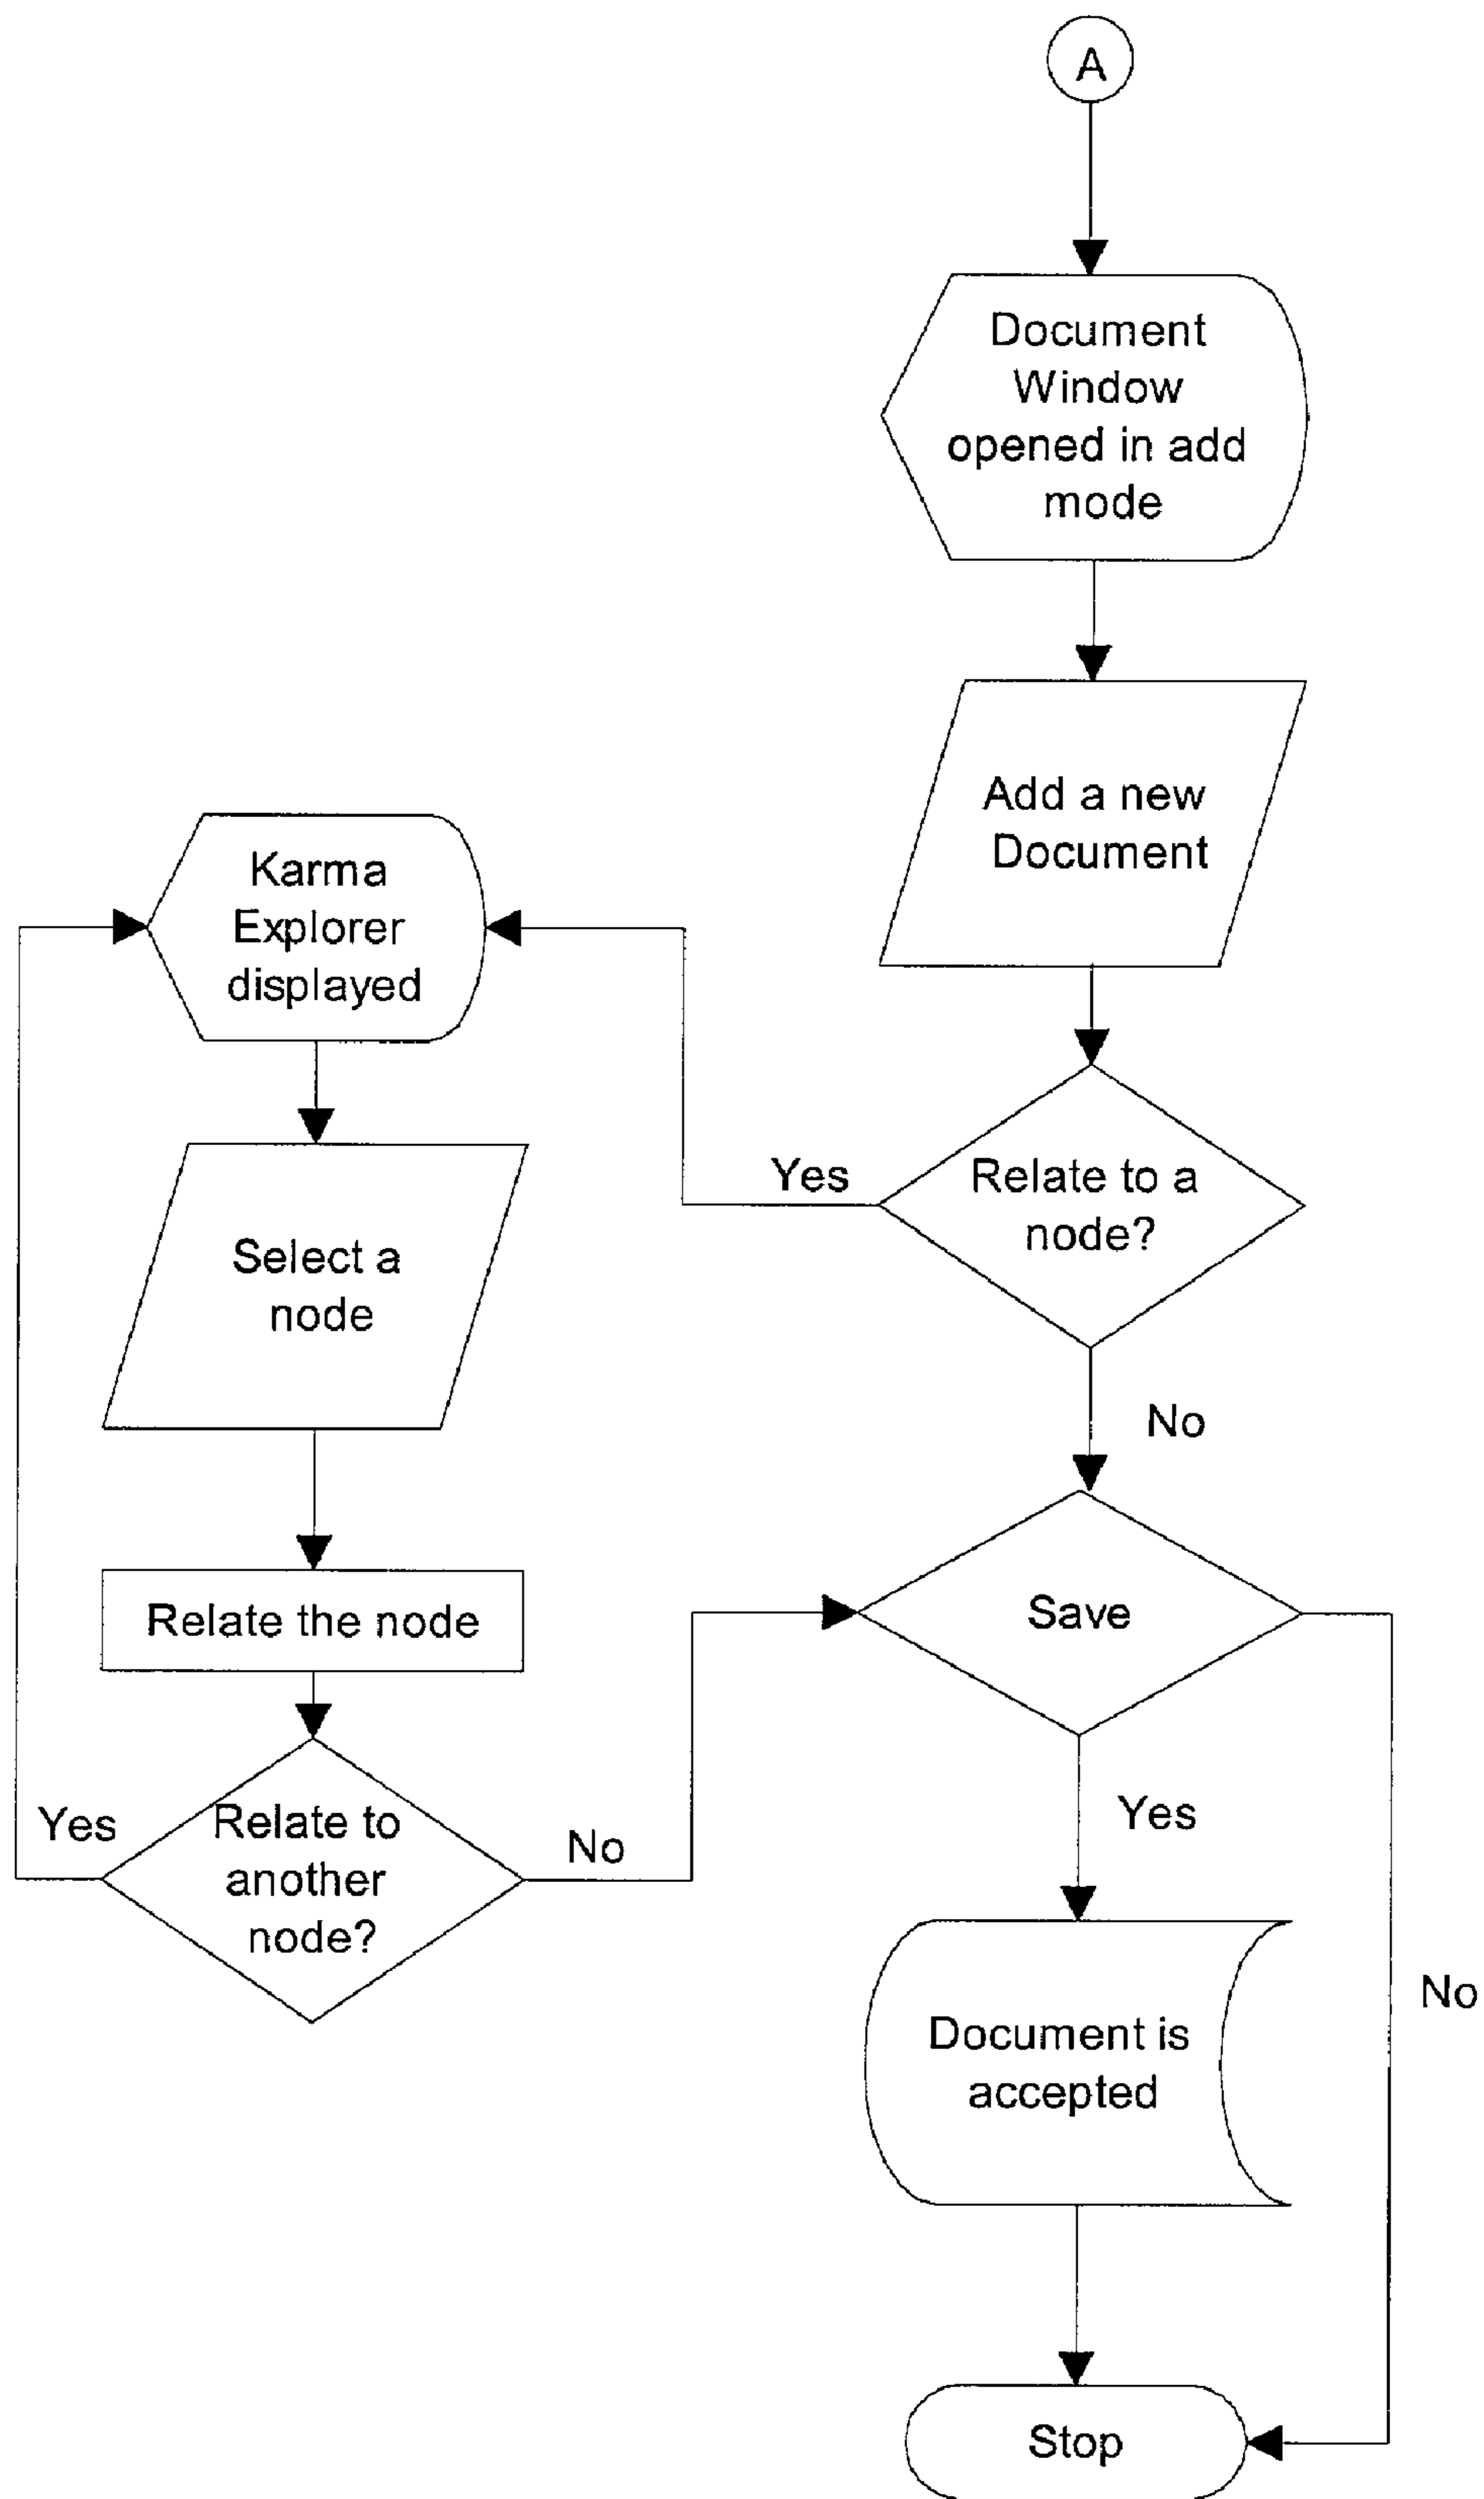 A
Document
Window
opened in add
mode
Add a new
Document
Karma
Explorer
displayed
Yes
Relate to a
node?
Select a
node
No
Relate the node
Save
Yes
Relate to
another
node?
No
Yes
No
Document is
accepted
Stop